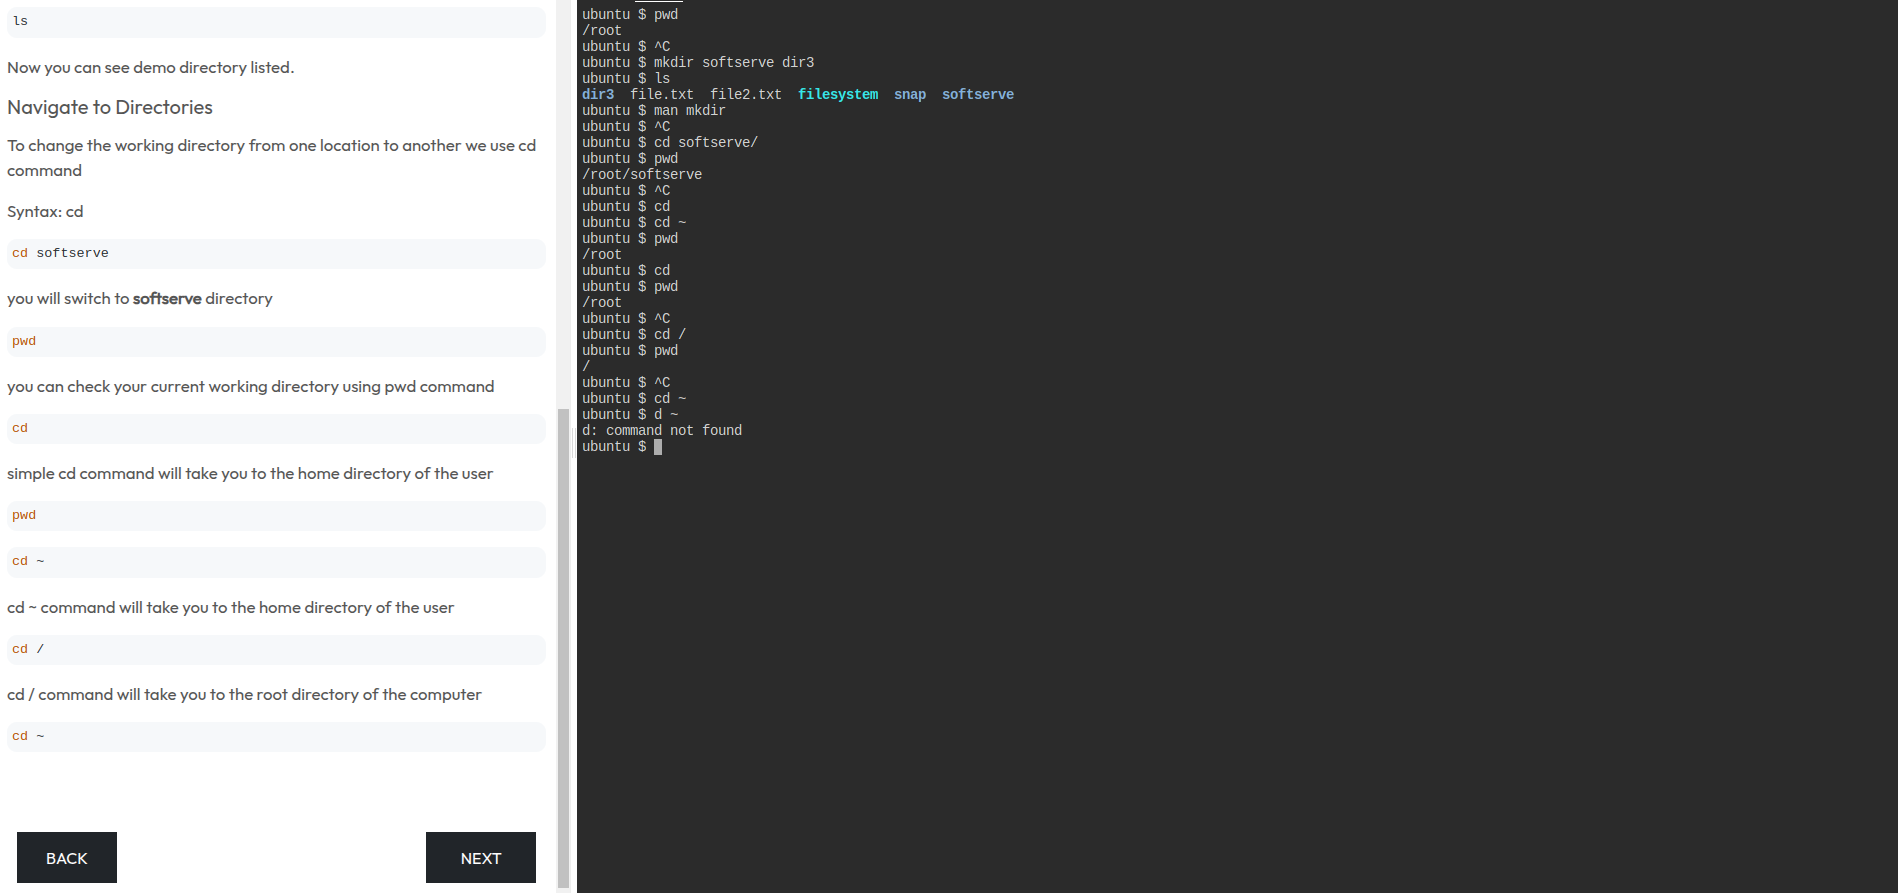 ls
Now you can see demo directory listed.
Navigate to Directories
To change the working directory from one location to another we use cd
command
Syntax: cd
cd softserve
you will switch to softserve directory
pwd
you can check your current working directory using pwd command
cd
simple cd command will take you to the home directory of the user
pwd
cd ~
cd ~ command will take you to the home directory of the user
cd /
cd / command will take you to the root directory of the computer
cd ~
BACK
NEXT
ubuntu $ pwd
/root
ubuntu $ ^C
ubuntu $ mkdir softserve dir3
ubuntu $ ls
dir3  file.txt  file2.txt  filesystem  snap  softserve
ubuntu $ man mkdir
ubuntu $ ^C
ubuntu $ cd softserve/
ubuntu $ pwd
/root/softserve
ubuntu $ ^C
ubuntu $ cd
ubuntu $ cd ~
ubuntu $ pwd
/root
ubuntu $ cd
ubuntu $ pwd
/root
ubuntu $ ^C
ubuntu $ cd /
ubuntu $ pwd
/
ubuntu $ ^C
ubuntu $ cd ~
ubuntu $ d ~
d: command not found
ubuntu $